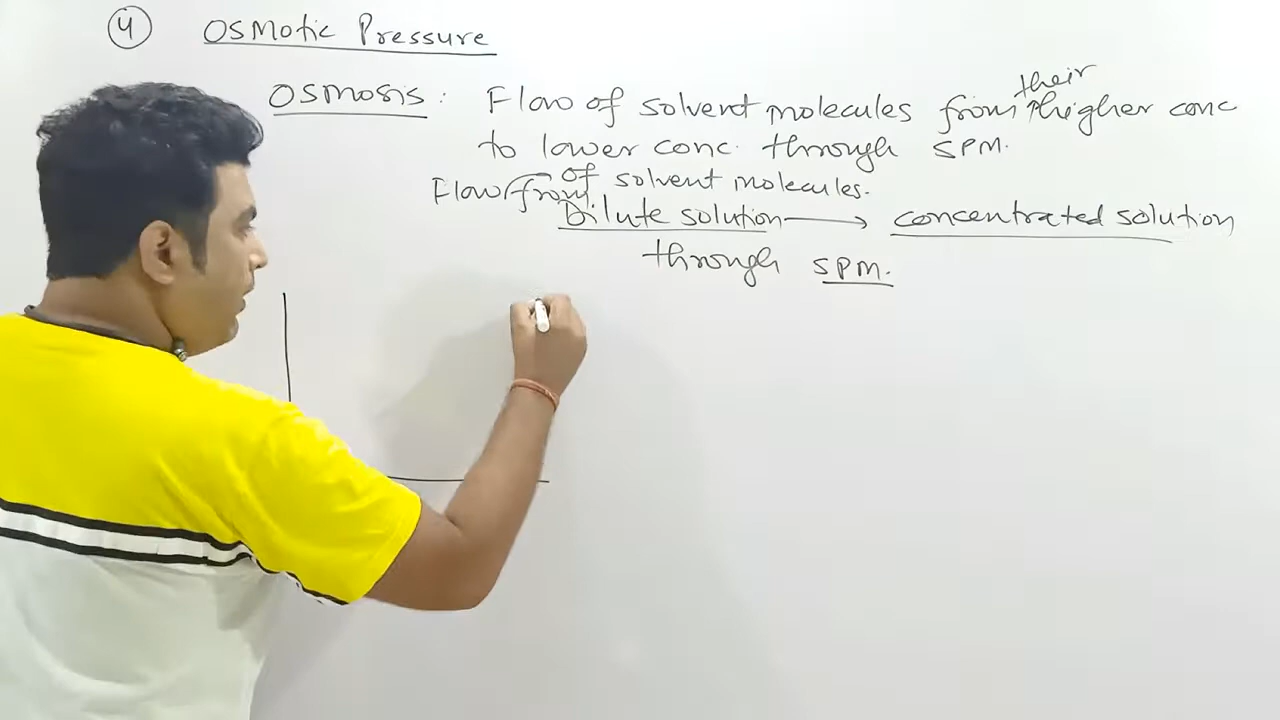 4 Osmotic Pressure
Osmosis: Flow of solvent molecules from their higher conc
to lower conc. through SPM.
Flow from of solvent molecules.
Dilute solution → concentrated solution
through SPM.